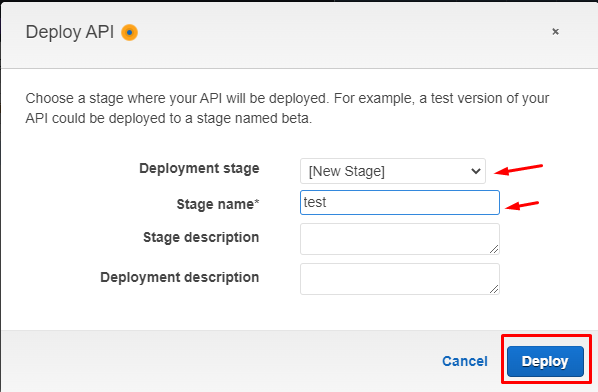 Deploy API
×
Choose a stage where your API will be deployed. For example, a test version of your
API could be deployed to a stage named beta.
Deployment stage [New Stage]
Stage name* test
Stage description
Deployment description
Cancel Deploy